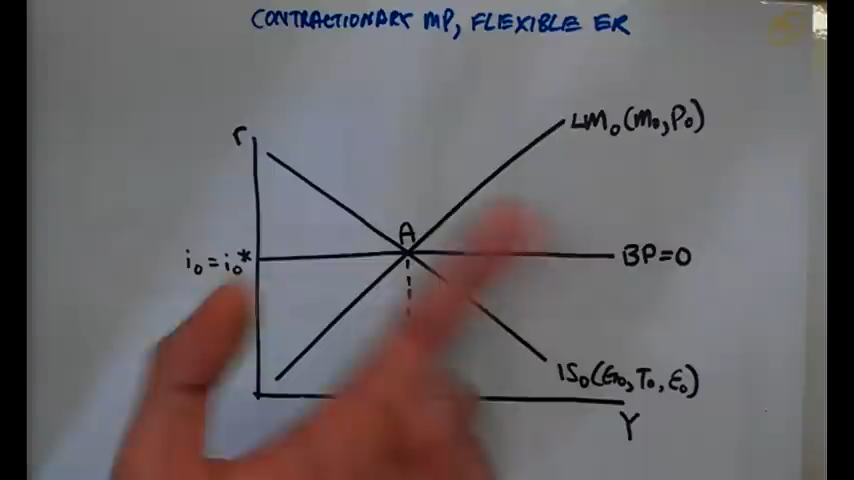 CONTRACTIONARY MP, FLEXIBLE ER
r
LM₀(M₀,P₀)
A
i₀=i₀*
BP=0
IS₀(G₀,T₀,E₀)
Y